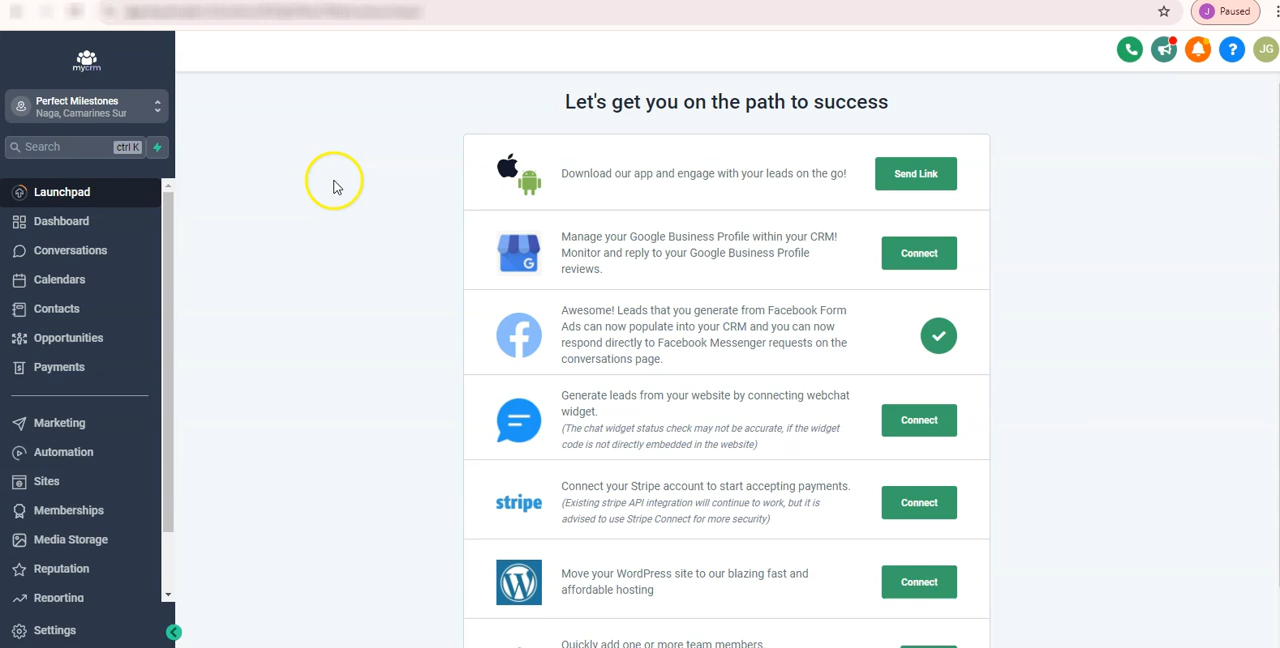 J Paused
mycrm
Perfect Milestones
Naga, Camarines Sur
Search ctrl K
Launchpad
Dashboard
Conversations
Calendars
Contacts
Opportunities
Payments
Marketing
Automation
Sites
Memberships
Media Storage
Reputation
Reporting
Settings
? JG
Let's get you on the path to success
Download our app and engage with your leads on the go!
Send Link
Manage your Google Business Profile within your CRM!
Monitor and reply to your Google Business Profile
reviews.
Connect
Awesome! Leads that you generate from Facebook Form
Ads can now populate into your CRM and you can now
respond directly to Facebook Messenger requests on the
conversations page.
Generate leads from your website by connecting webchat
widget.
(The chat widget status check may not be accurate, if the widget
code is not directly embedded in the website)
Connect
stripe
Connect your Stripe account to start accepting payments.
(Existing stripe API integration will continue to work, but it is
advised to use Stripe Connect for more security)
Connect
Move your WordPress site to our blazing fast and
affordable hosting
Connect
Quickly add one or more team members.